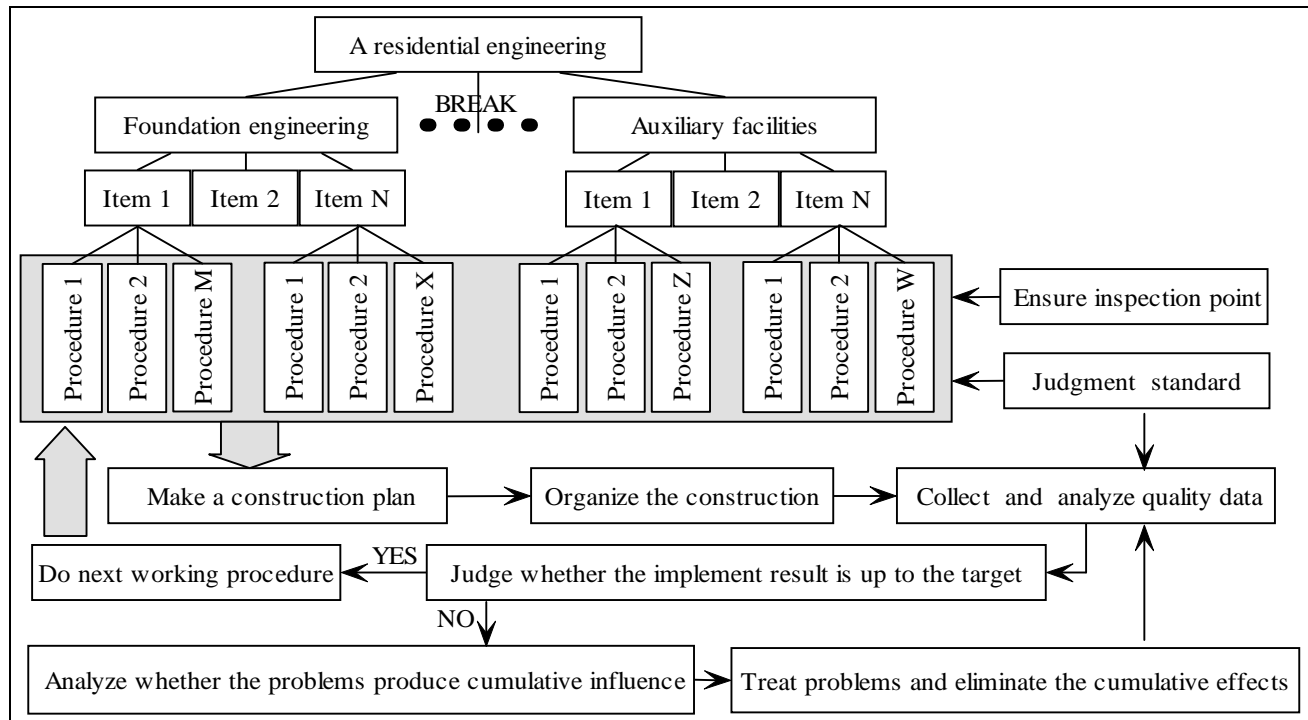 A residential engineering
BREAK
Foundation engineering
Auxiliary facilities
Item 1
Item 2
Item N
Item 1
Item 2
Item N
Procedure 1
Procedure 2
Procedure M
Procedure 1
Procedure 2
Procedure X
Procedure 1
Procedure 2
Procedure Z
Procedure 1
Procedure 2
Procedure W
Ensure inspection point
Judgment standard
Make a construction plan
Organize the construction
Collect and analyze quality data
Do next working procedure
YES
Judge whether the implement result is up to the target
NO
Analyze whether the problems produce cumulative influence
Treat problems and eliminate the cumulative effects